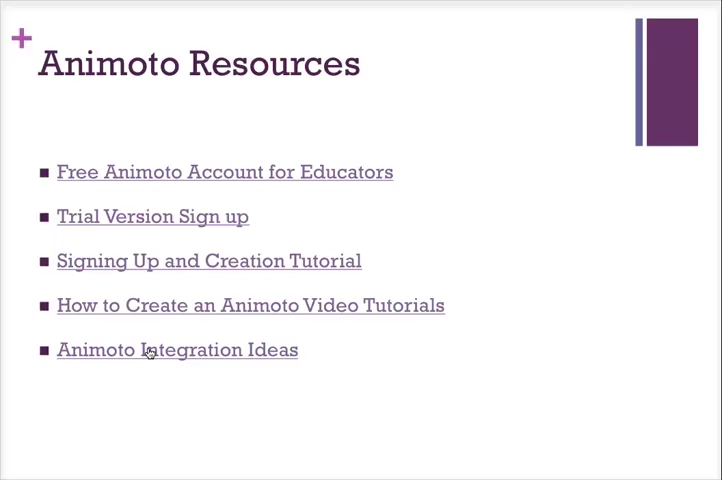 +
Animoto Resources
Free Animoto Account for Educators
Trial Version Sign up
Signing Up and Creation Tutorial
How to Create an Animoto Video Tutorials
Animoto Integration Ideas